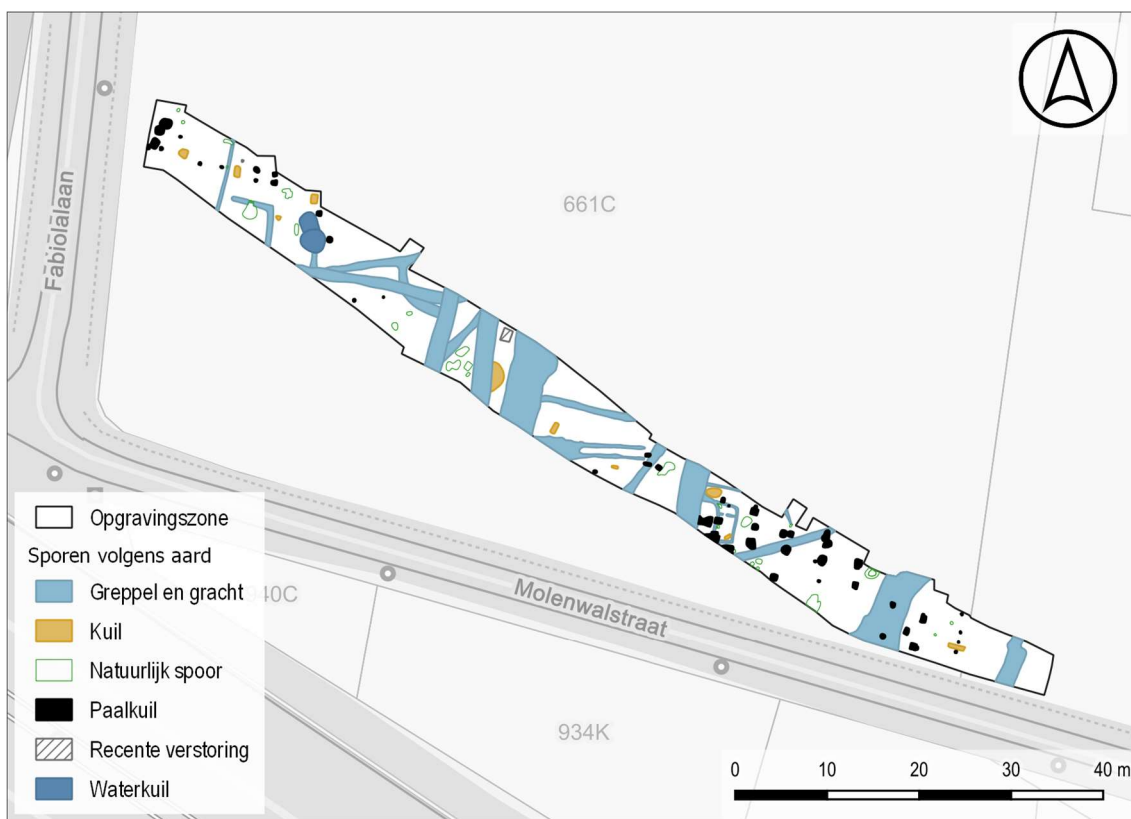 661C
Fabiolalaan
Molenwalstraat
934K
Opgravingszone
Sporen volgens aard
Greppel en gracht
Kuil
Natuurlijk spoor
Paalkuil
Recente verstoring
Waterkuil
0 10 20 30 40 m